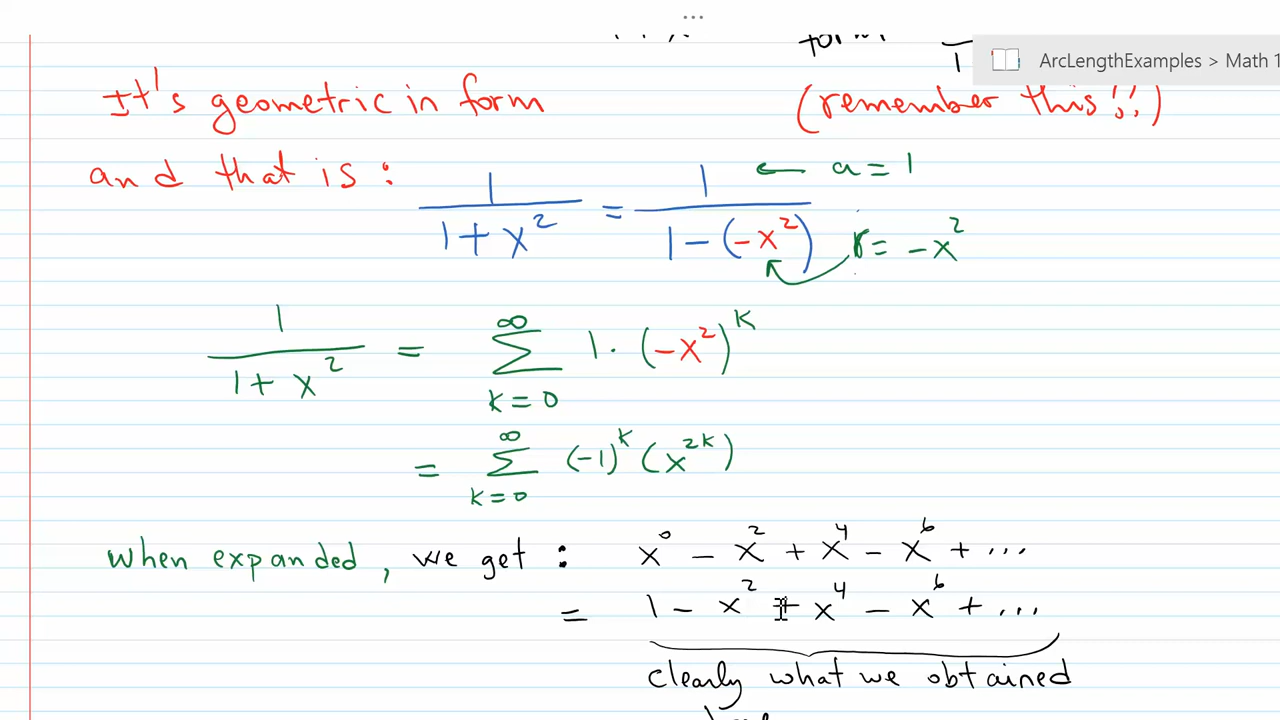 form
ArcLengthExamples > Math 1
It's geometric in form
(remember this!!)
and that is:
1/(1+x²) = 1/(1-(-x²))
← a = 1
r = -x²
1/(1+x²) = ∑_{k=0}^{∞} 1·(-x²)^k
= ∑_{k=0}^{∞} (-1)^k (x^{2k})
when expanded, we get: x⁰ - x² + x⁴ - x⁶ + ...
= 1 - x² + x⁴ - x⁶ + ...
clearly what we obtained